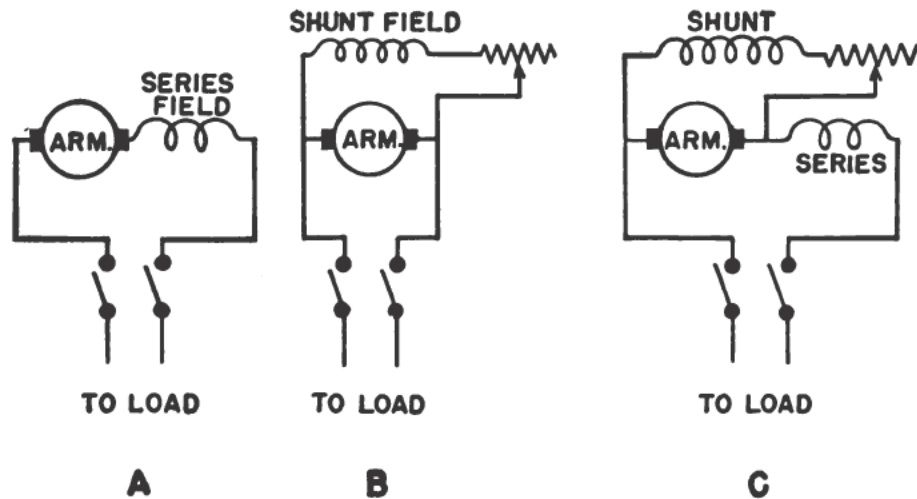 SERIES
FIELD
ARM.
TO LOAD
A
SHUNT FIELD
ARM.
TO LOAD
B
SHUNT
ARM.
SERIES
TO LOAD
C